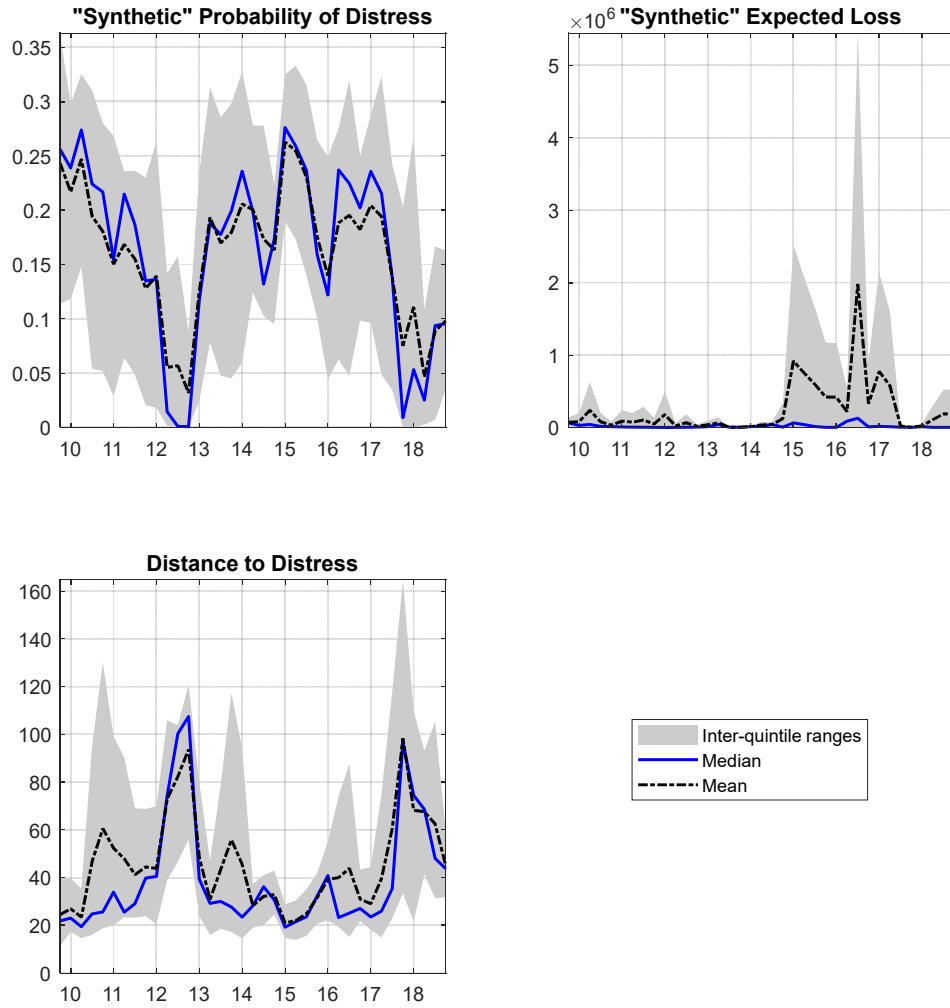 "Synthetic" Probability of Distress
0.35
0.3
0.25
0.2
0.15
0.1
0.05
0
10 11 12 13 14 15 16 17 18
×10⁶ "Synthetic" Expected Loss
5
4
3
2
1
0
10 11 12 13 14 15 16 17 18
Distance to Distress
160
140
120
100
80
60
40
20
0
10 11 12 13 14 15 16 17 18
Inter-quintile ranges
Median
Mean